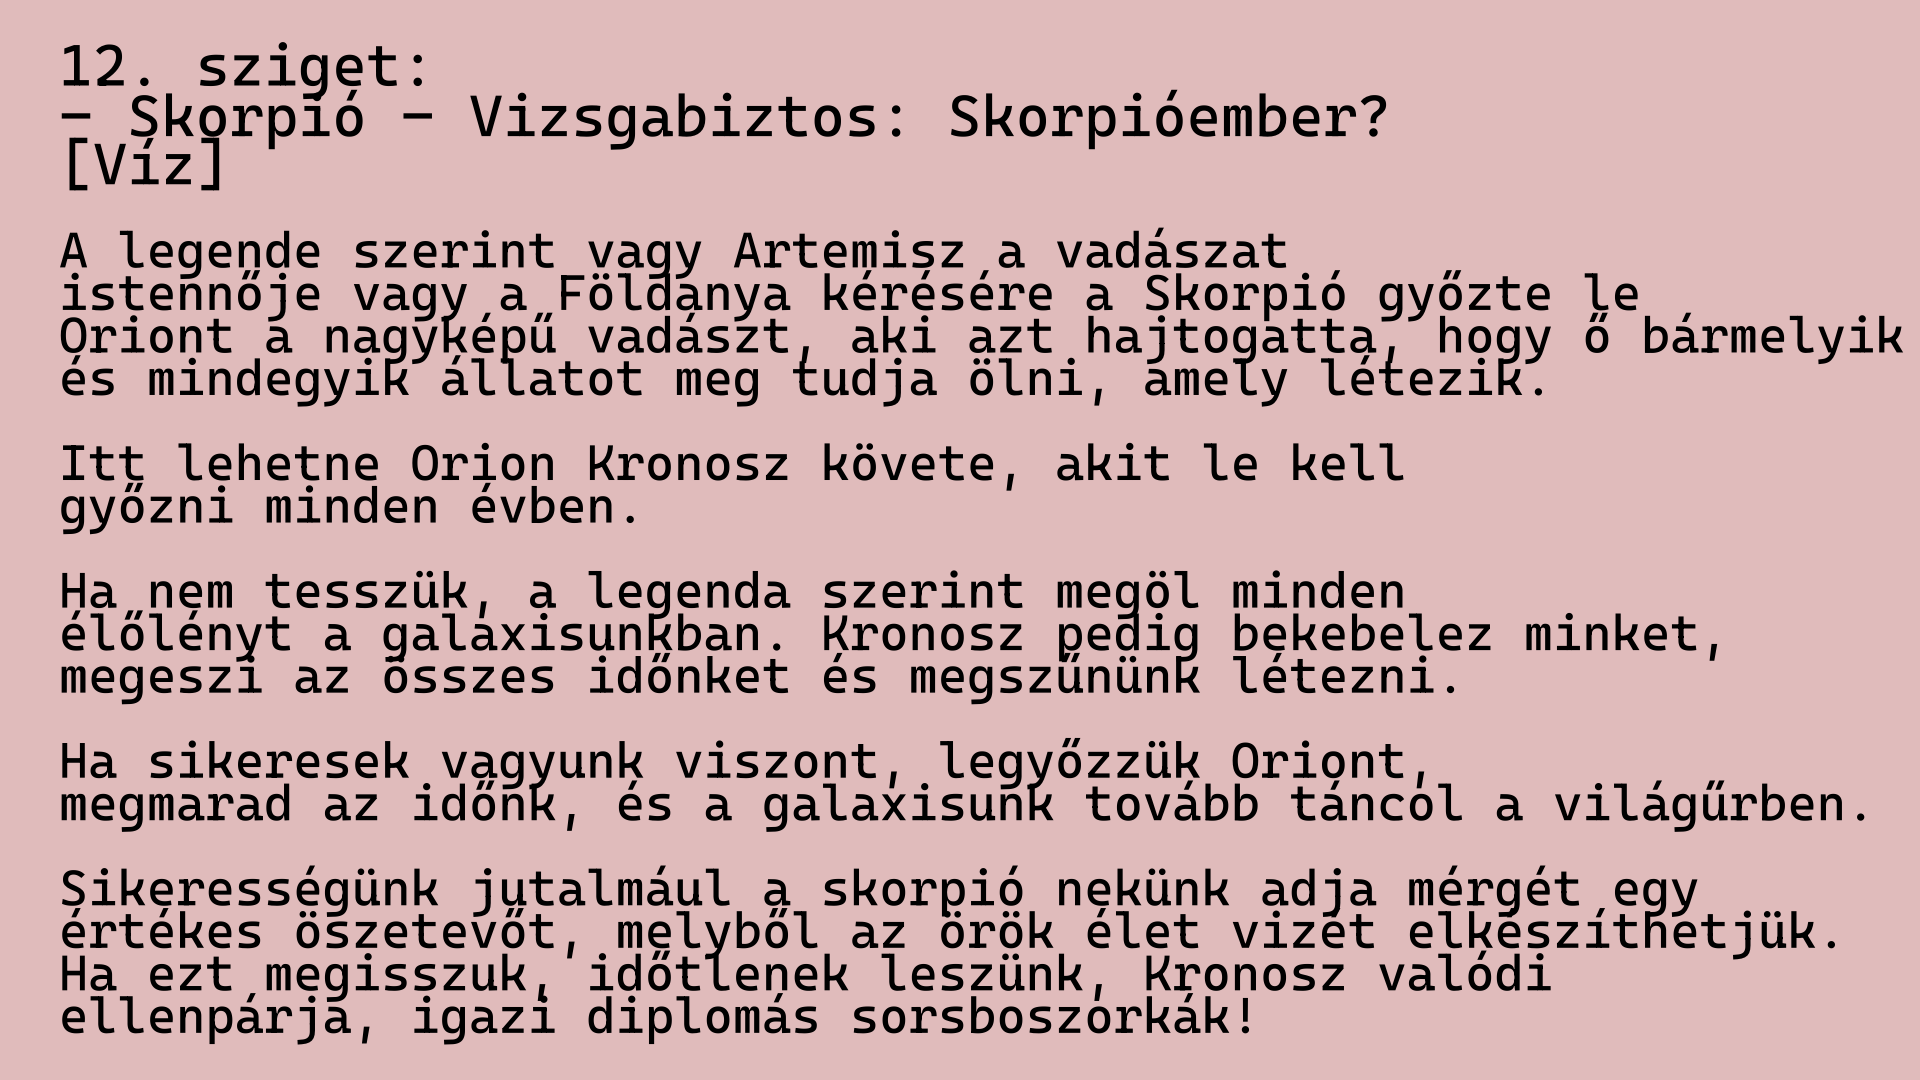 12. sziget:
– Skorpió – Vizsgabiztos: Skorpióember?
[Víz]
A legende szerint vagy Artemisz a vadászat
istennője vagy a Földanya kérésére a Skorpió győzte le
Oriont a nagyképű vadászt, aki azt hajtogatta, hogy ő bármelyik
és mindegyik állatot meg tudja ölni, amely létezik.
Itt lehetne Orion Kronosz követe, akit le kell
győzni minden évben.
Ha nem tesszük, a legenda szerint megöl minden
élőlényt a galaxisunkban. Kronosz pedig bekebelez minket,
megeszi az összes időnket és megszűnünk létezni.
Ha sikeresek vagyunk viszont, legyőzzük Oriont,
megmarad az időnk, és a galaxisunk tovább táncol a világűrben.
Sikerességünk jutalmául a skorpió nekünk adja mérgét egy
értékes öszetevőt, melyből az örök élet vizét elkészíthetjük.
Ha ezt megisszuk, időtlenek leszünk, Kronosz valódi
ellenpárja, igazi diplomás sorsboszorkák!